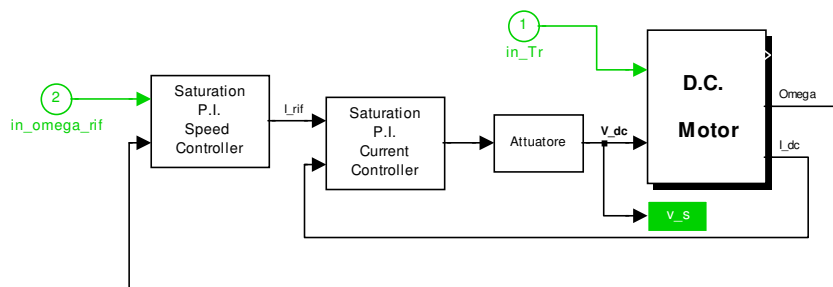 1
in_Tr
D.C.
Motor
Omega
I_dc
2
in_omega_rif
Saturation
P.I.
Speed
Controller
I_rif
Saturation
P.I.
Current
Controller
Attuatore
V_dc
v_s